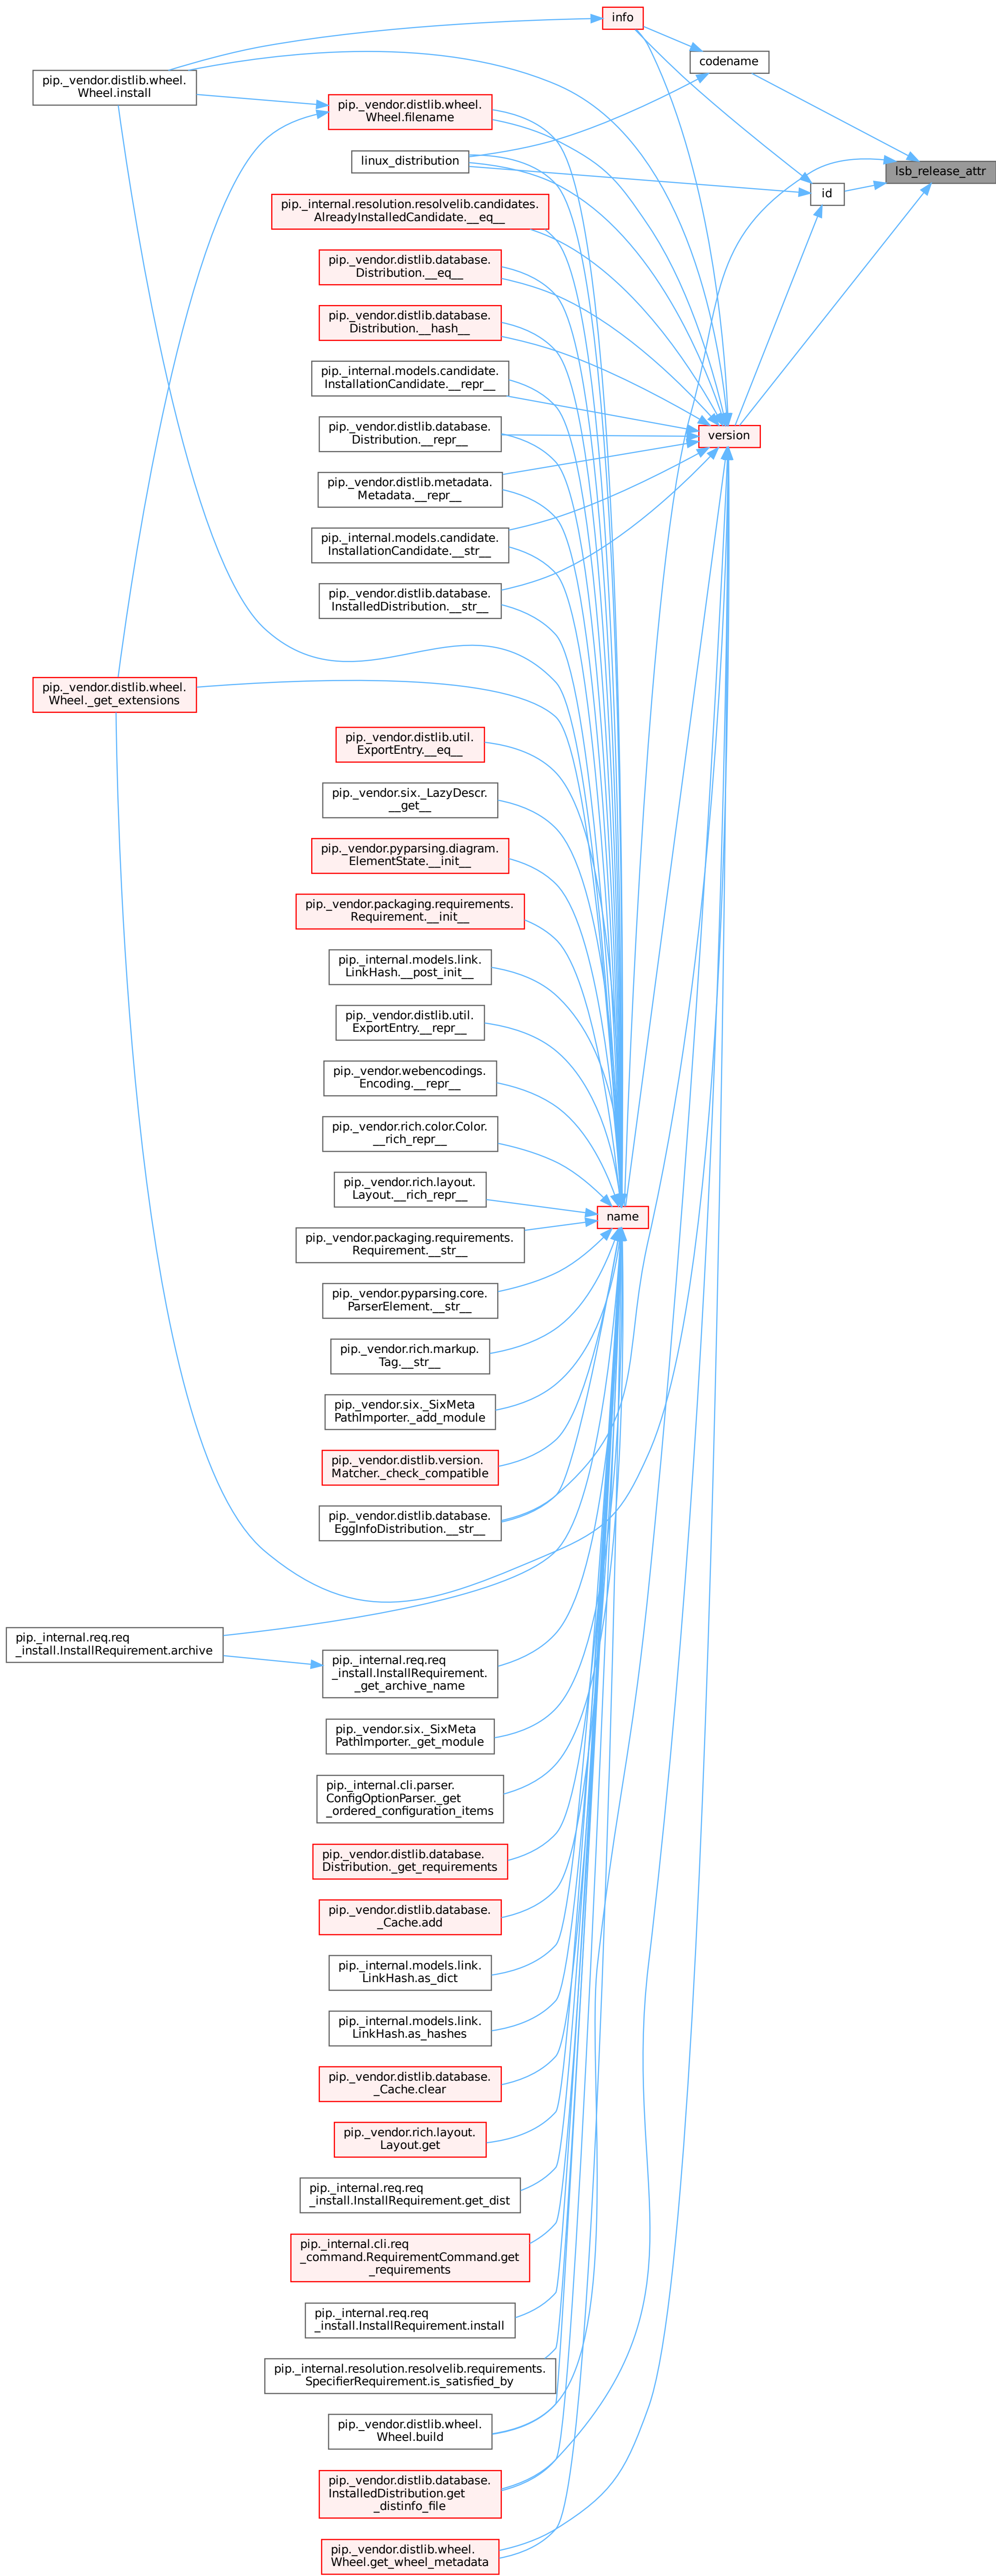 info
codename
pip._vendor.distlib.wheel.
Wheel.install
pip._vendor.distlib.wheel.
Wheel.filename
linux_distribution
lsb_release_attr
id
pip._internal.resolution.resolvelib.candidates.
AlreadyInstalledCandidate.__eq__
pip._vendor.distlib.database.
Distribution.__eq__
pip._vendor.distlib.database.
Distribution.__hash__
pip._internal.models.candidate.
InstallationCandidate.__repr__
pip._vendor.distlib.database.
Distribution.__repr__
version
pip._vendor.distlib.metadata.
Metadata.__repr__
pip._internal.models.candidate.
InstallationCandidate.__str__
pip._vendor.distlib.database.
InstalledDistribution.__str__
pip._vendor.distlib.wheel.
Wheel._get_extensions
pip._vendor.distlib.util.
ExportEntry.__eq__
pip._vendor.six._LazyDescr.
__get__
pip._vendor.pyparsing.diagram.
ElementState.__init__
pip._vendor.packaging.requirements.
Requirement.__init__
pip._internal.models.link.
LinkHash.__post_init__
pip._vendor.distlib.util.
ExportEntry.__repr__
pip._vendor.webencodings.
Encoding.__repr__
pip._vendor.rich.color.Color.
__rich_repr__
pip._vendor.rich.layout.
Layout.__rich_repr__
name
pip._vendor.packaging.requirements.
Requirement.__str__
pip._vendor.pyparsing.core.
ParserElement.__str__
pip._vendor.rich.markup.
Tag.__str__
pip._vendor.six._SixMeta
PathImporter._add_module
pip._vendor.distlib.version.
Matcher._check_compatible
pip._vendor.distlib.database.
EggInfoDistribution.__str__
pip._internal.req.req
_install.InstallRequirement.archive
pip._internal.req.req
_install.InstallRequirement.
_get_archive_name
pip._vendor.six._SixMeta
PathImporter._get_module
pip._internal.cli.parser.
ConfigOptionParser._get
_ordered_configuration_items
pip._vendor.distlib.database.
Distribution._get_requirements
pip._vendor.distlib.database.
_Cache.add
pip._internal.models.link.
LinkHash.as_dict
pip._internal.models.link.
LinkHash.as_hashes
pip._vendor.distlib.database.
_Cache.clear
pip._vendor.rich.layout.
Layout.get
pip._internal.req.req
_install.InstallRequirement.get_dist
pip._internal.cli.req
_command.RequirementCommand.get
_requirements
pip._internal.req.req
_install.InstallRequirement.install
pip._internal.resolution.resolvelib.requirements.
SpecifierRequirement.is_satisfied_by
pip._vendor.distlib.wheel.
Wheel.build
pip._vendor.distlib.database.
InstalledDistribution.get
_distinfo_file
pip._vendor.distlib.wheel.
Wheel.get_wheel_metadata